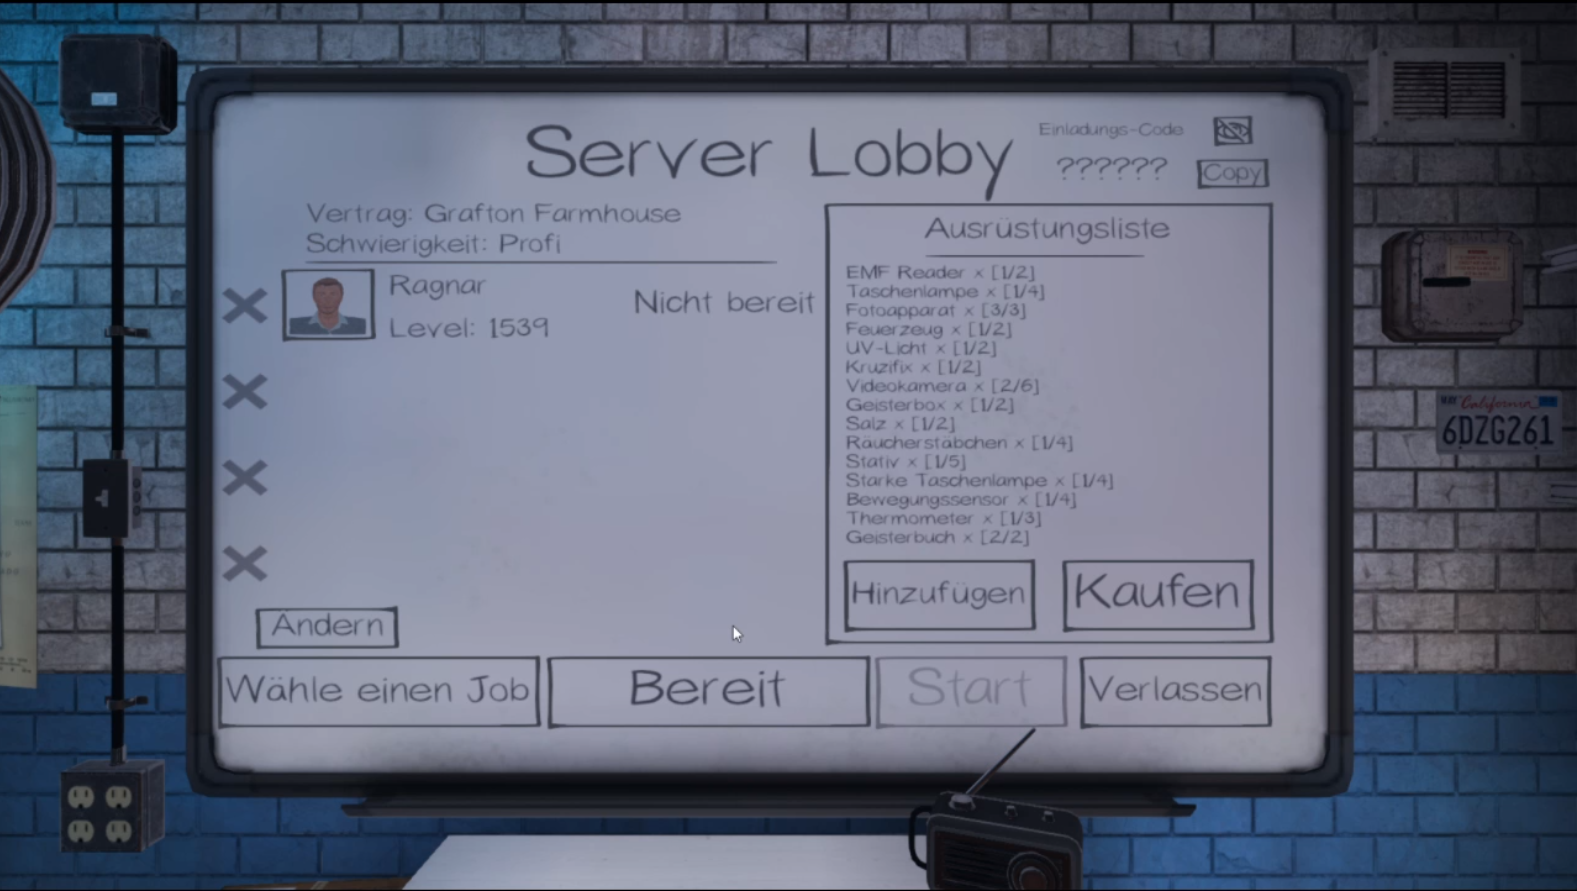 Server Lobby
Einladungs-Code
??????
Copy
Vertrag: Grafton Farmhouse
Schwierigkeit: Profi
Ragnar
Level: 1539
Nicht bereit
Ausrüstungsliste
EMF Reader x [1/2]
Taschenlampe x [1/4]
Fotoapparat x [3/3]
Feuerzeug x [1/2]
UV-Licht x [1/2]
Kruzifix x [1/2]
Videokamera x [2/6]
Geisterbox x [1/2]
Salz x [1/2]
Räucherstäbchen x [1/4]
Stativ x [1/5]
Starke Taschenlampe x [1/4]
Bewegungssensor x [1/4]
Thermometer x [1/3]
Geisterbuch x [2/2]
Hinzufügen
Kaufen
Ändern
Wähle einen Job
Bereit
Start
Verlassen
California
6DZG261